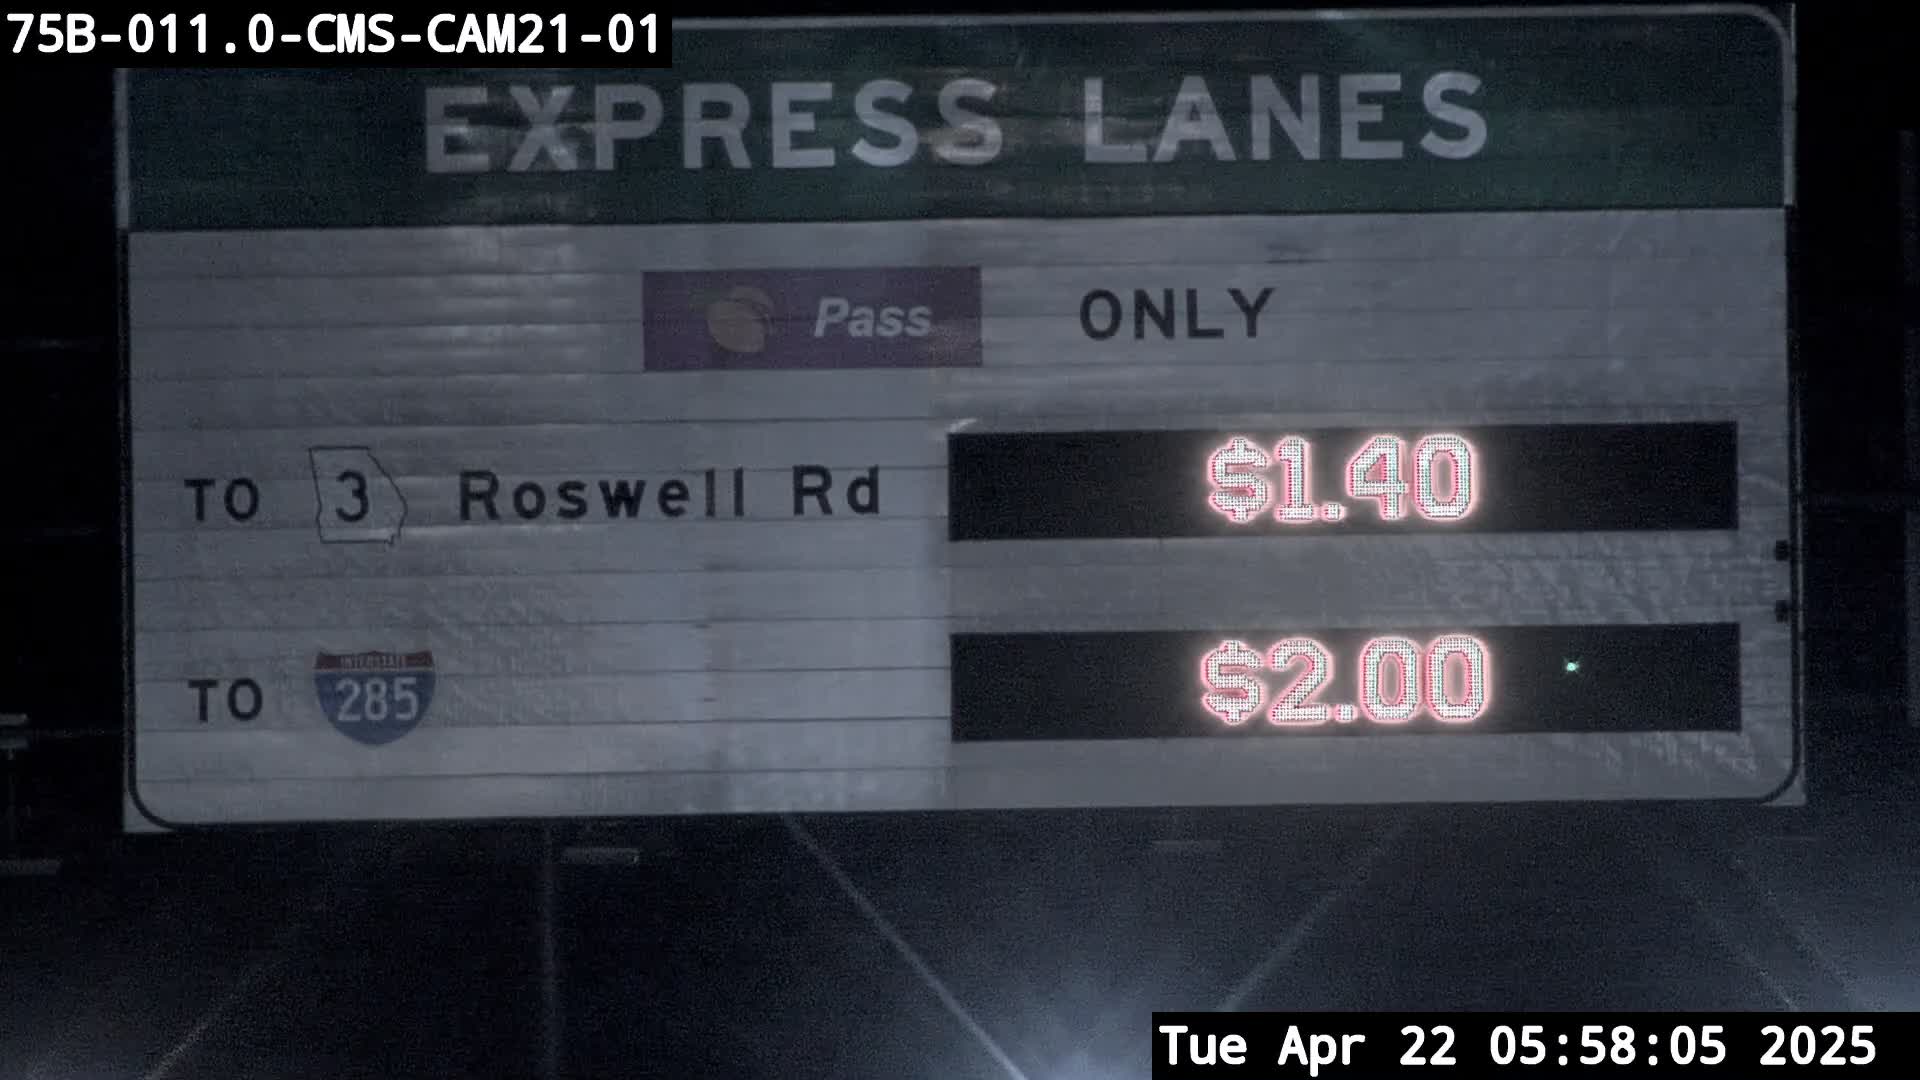 75B-011.0-CMS-CAM21-01
EXPRESS LANES
Pass ONLY
TO 3 Roswell Rd $1.40
INTERSTATE
TO 285 $2.00
Tue Apr 22 05:58:05 2025